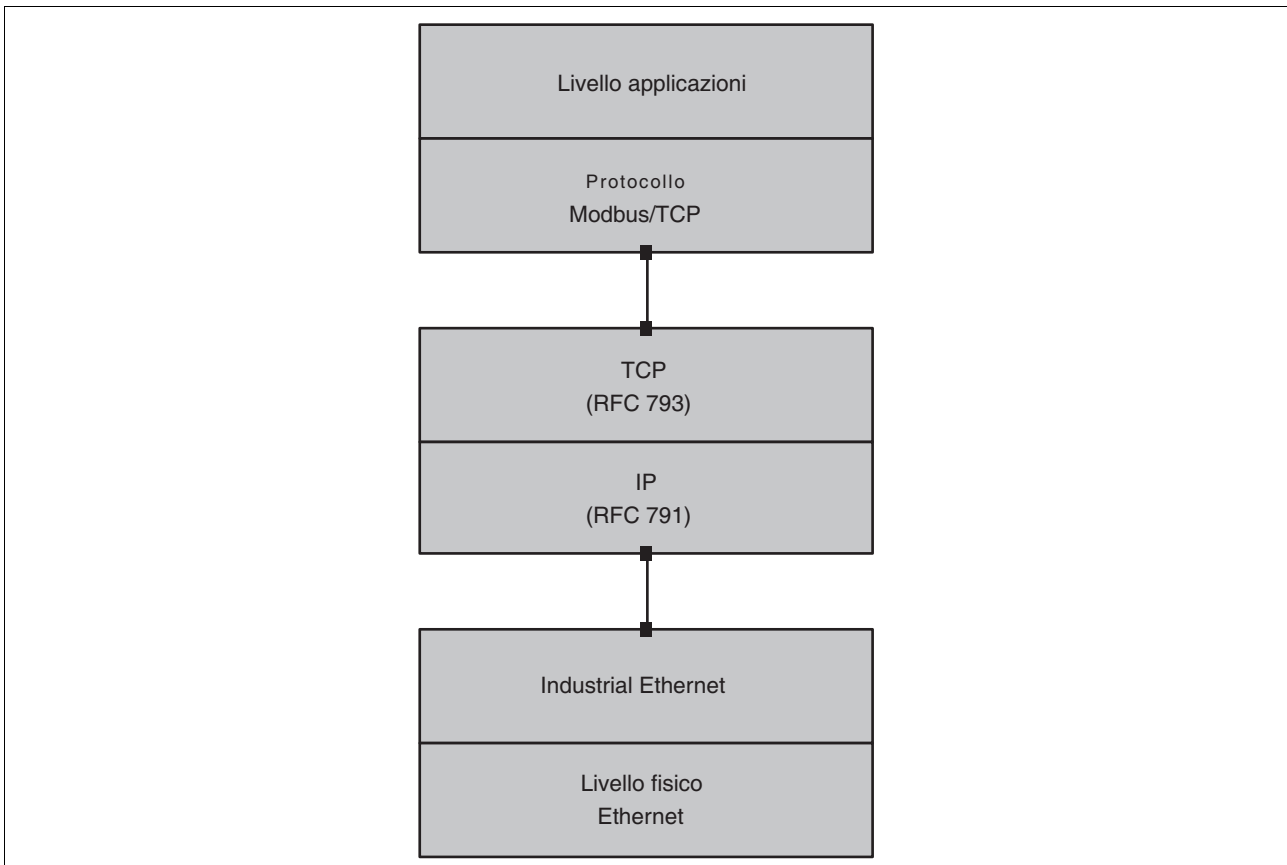 Livello applicazioni
Protocollo
Modbus/TCP
TCP
(RFC 793)
IP
(RFC 791)
Industrial Ethernet
Livello fisico
Ethernet